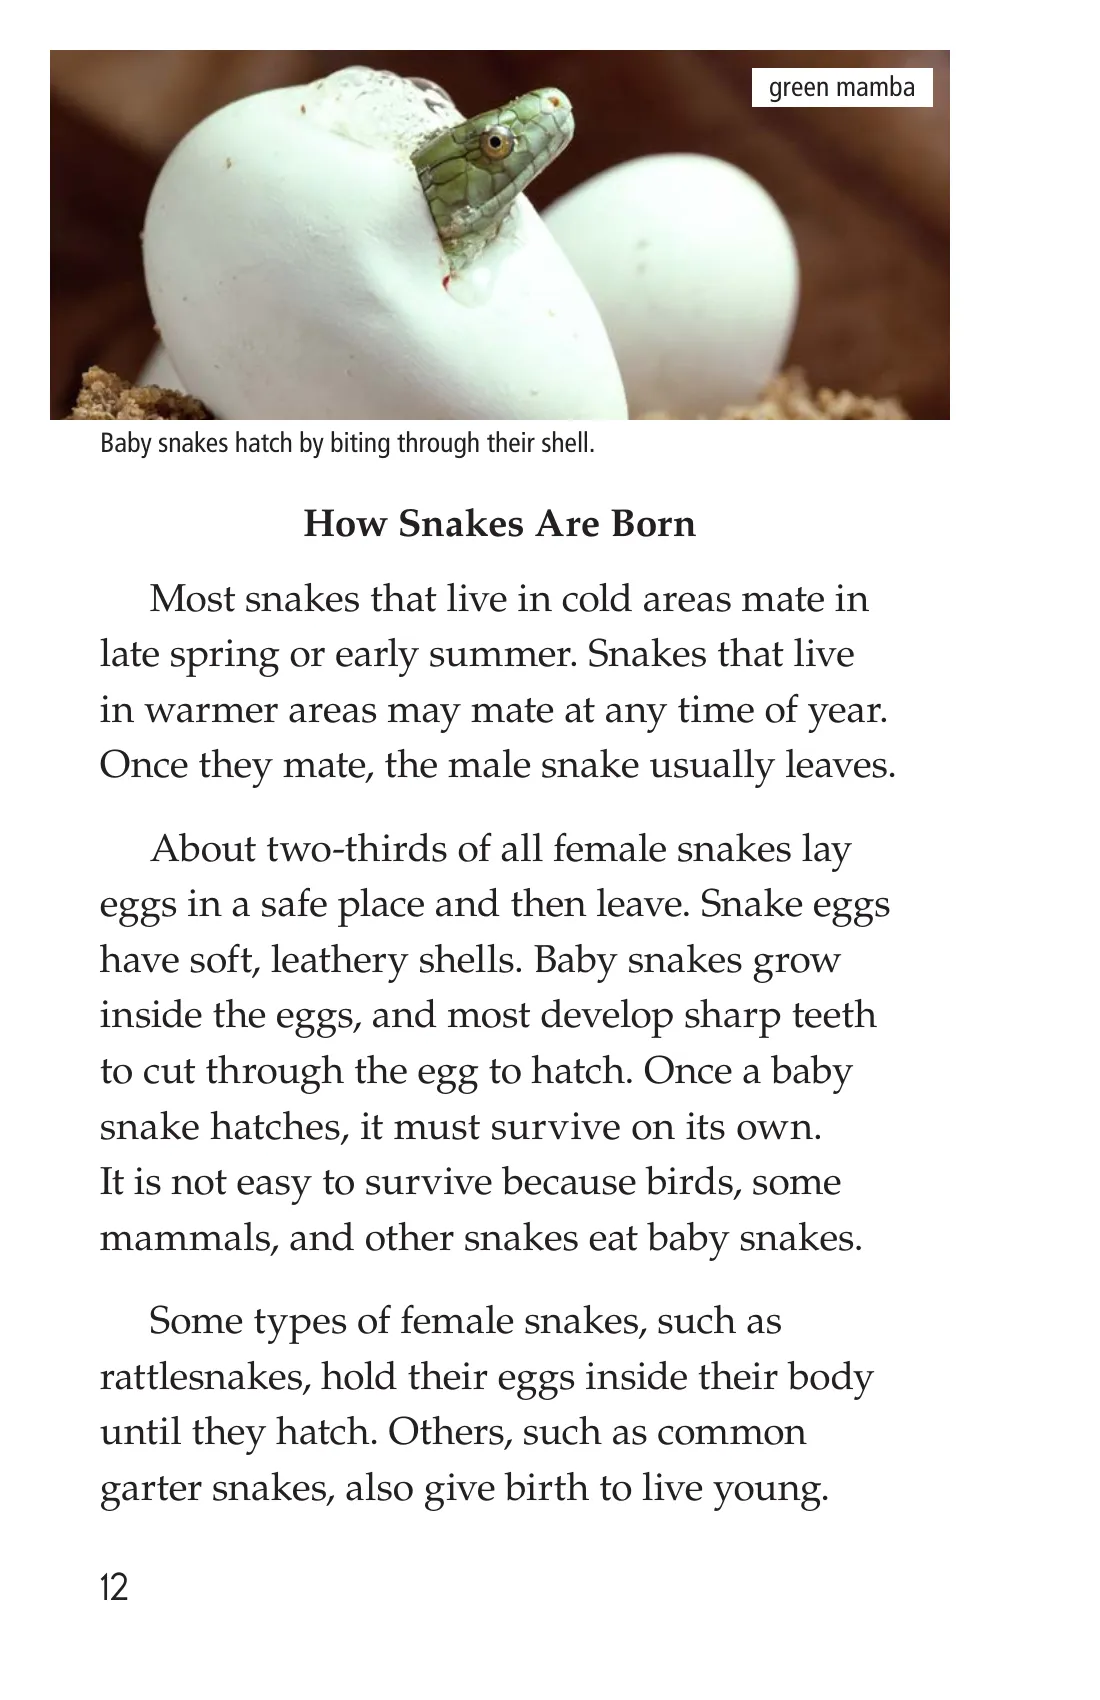 green mamba
Baby snakes hatch by biting through their shell.
How Snakes Are Born
Most snakes that live in cold areas mate in
late spring or early summer. Snakes that live
in warmer areas may mate at any time of year.
Once they mate, the male snake usually leaves.
About two-thirds of all female snakes lay
eggs in a safe place and then leave. Snake eggs
have soft, leathery shells. Baby snakes grow
inside the eggs, and most develop sharp teeth
to cut through the egg to hatch. Once a baby
snake hatches, it must survive on its own.
It is not easy to survive because birds, some
mammals, and other snakes eat baby snakes.
Some types of female snakes, such as
rattlesnakes, hold their eggs inside their body
until they hatch. Others, such as common
garter snakes, also give birth to live young.
12